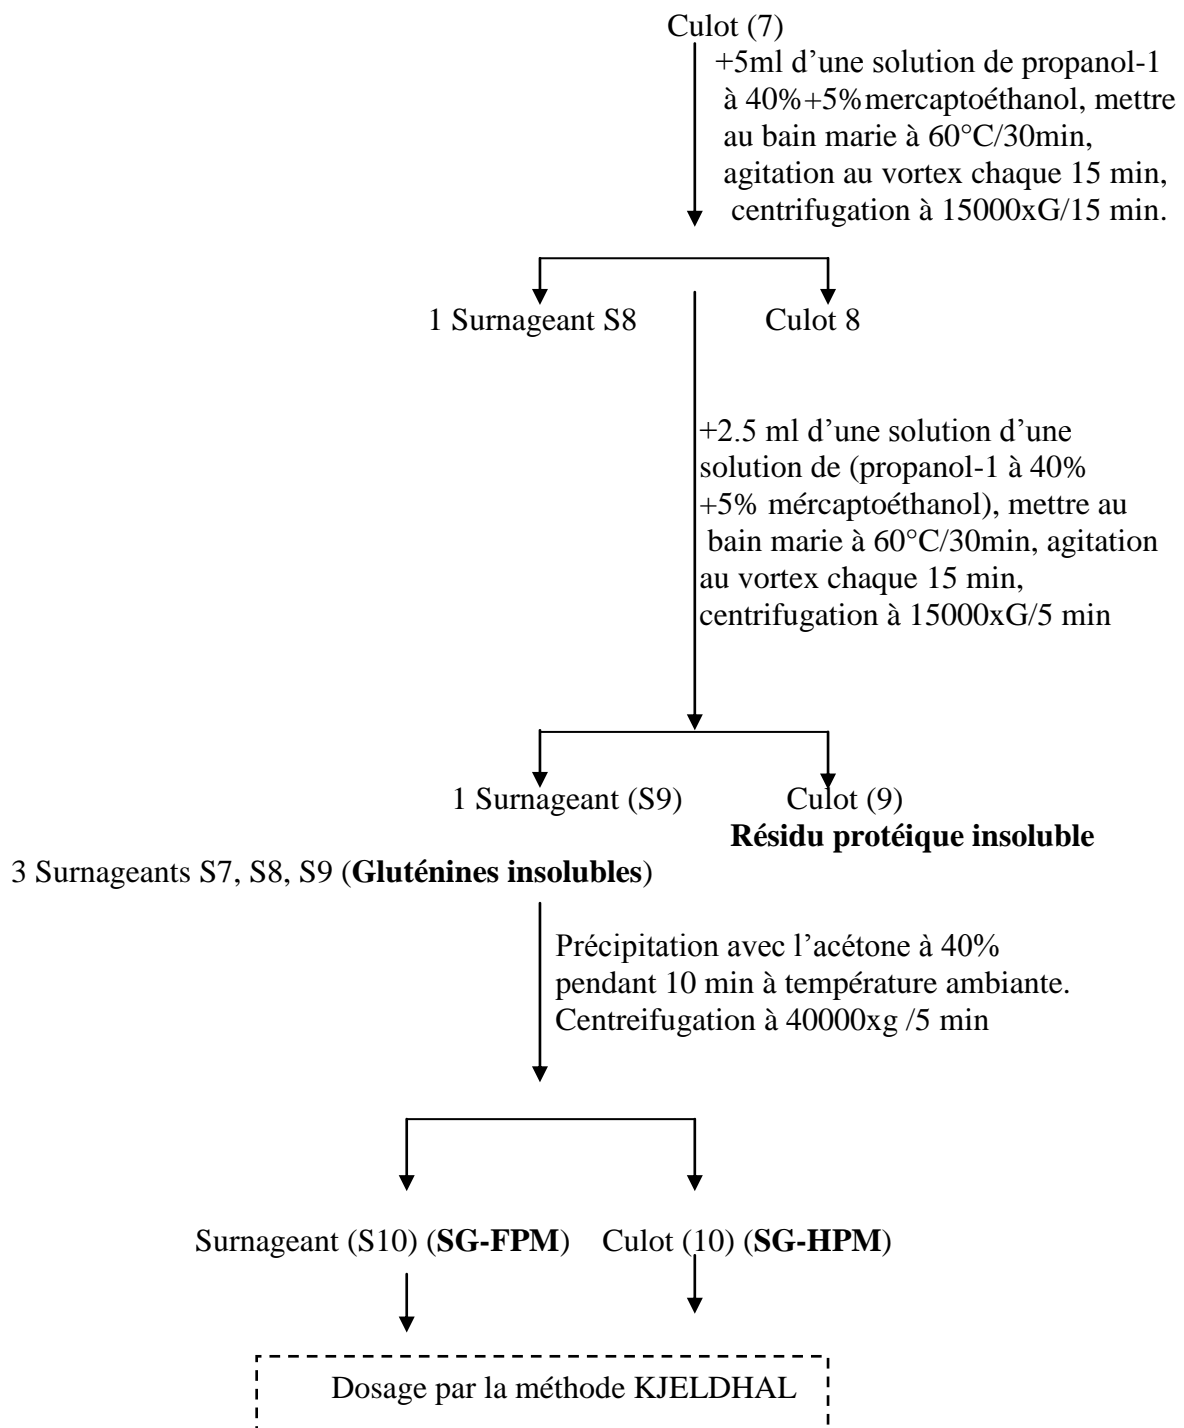 Culot (7)
+5ml d’une solution de propanol-1
à 40%+5%mercaptoéthanol, mettre
au bain marie à 60°C/30min,
agitation au vortex chaque 15 min,
centrifugation à 15000xG/15 min.
1 Surnageant S8 Culot 8
+2.5 ml d’une solution d’une
solution de (propanol-1 à 40%
+5% mércaptoéthanol), mettre au
bain marie à 60°C/30min, agitation
au vortex chaque 15 min,
centrifugation à 15000xG/5 min
1 Surnageant (S9) Culot (9)
Résidu protéique insoluble
3 Surnageants S7, S8, S9 (Gluténines insolubles)
Précipitation avec l’acétone à 40%
pendant 10 min à température ambiante.
Centreifugation à 40000xg /5 min
Surnageant (S10) (SG-FPM) Culot (10) (SG-HPM)
Dosage par la méthode KJELDHAL